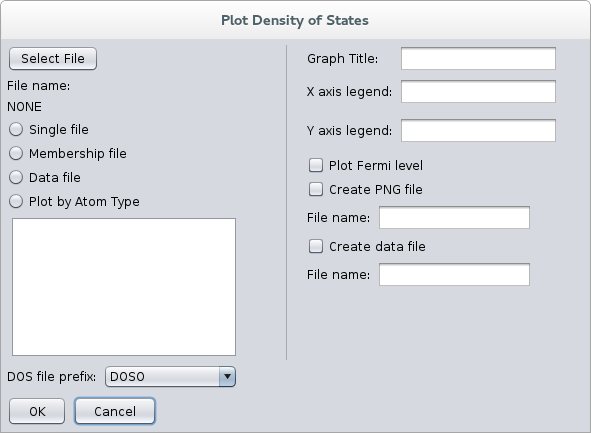 Plot Density of States
Select File
File name:
NONE
Single file
Membership file
Data file
Plot by Atom Type
DOS file prefix: DOSO
OK Cancel
Graph Title:
X axis legend:
Y axis legend:
Plot Fermi level
Create PNG file
File name:
Create data file
File name: